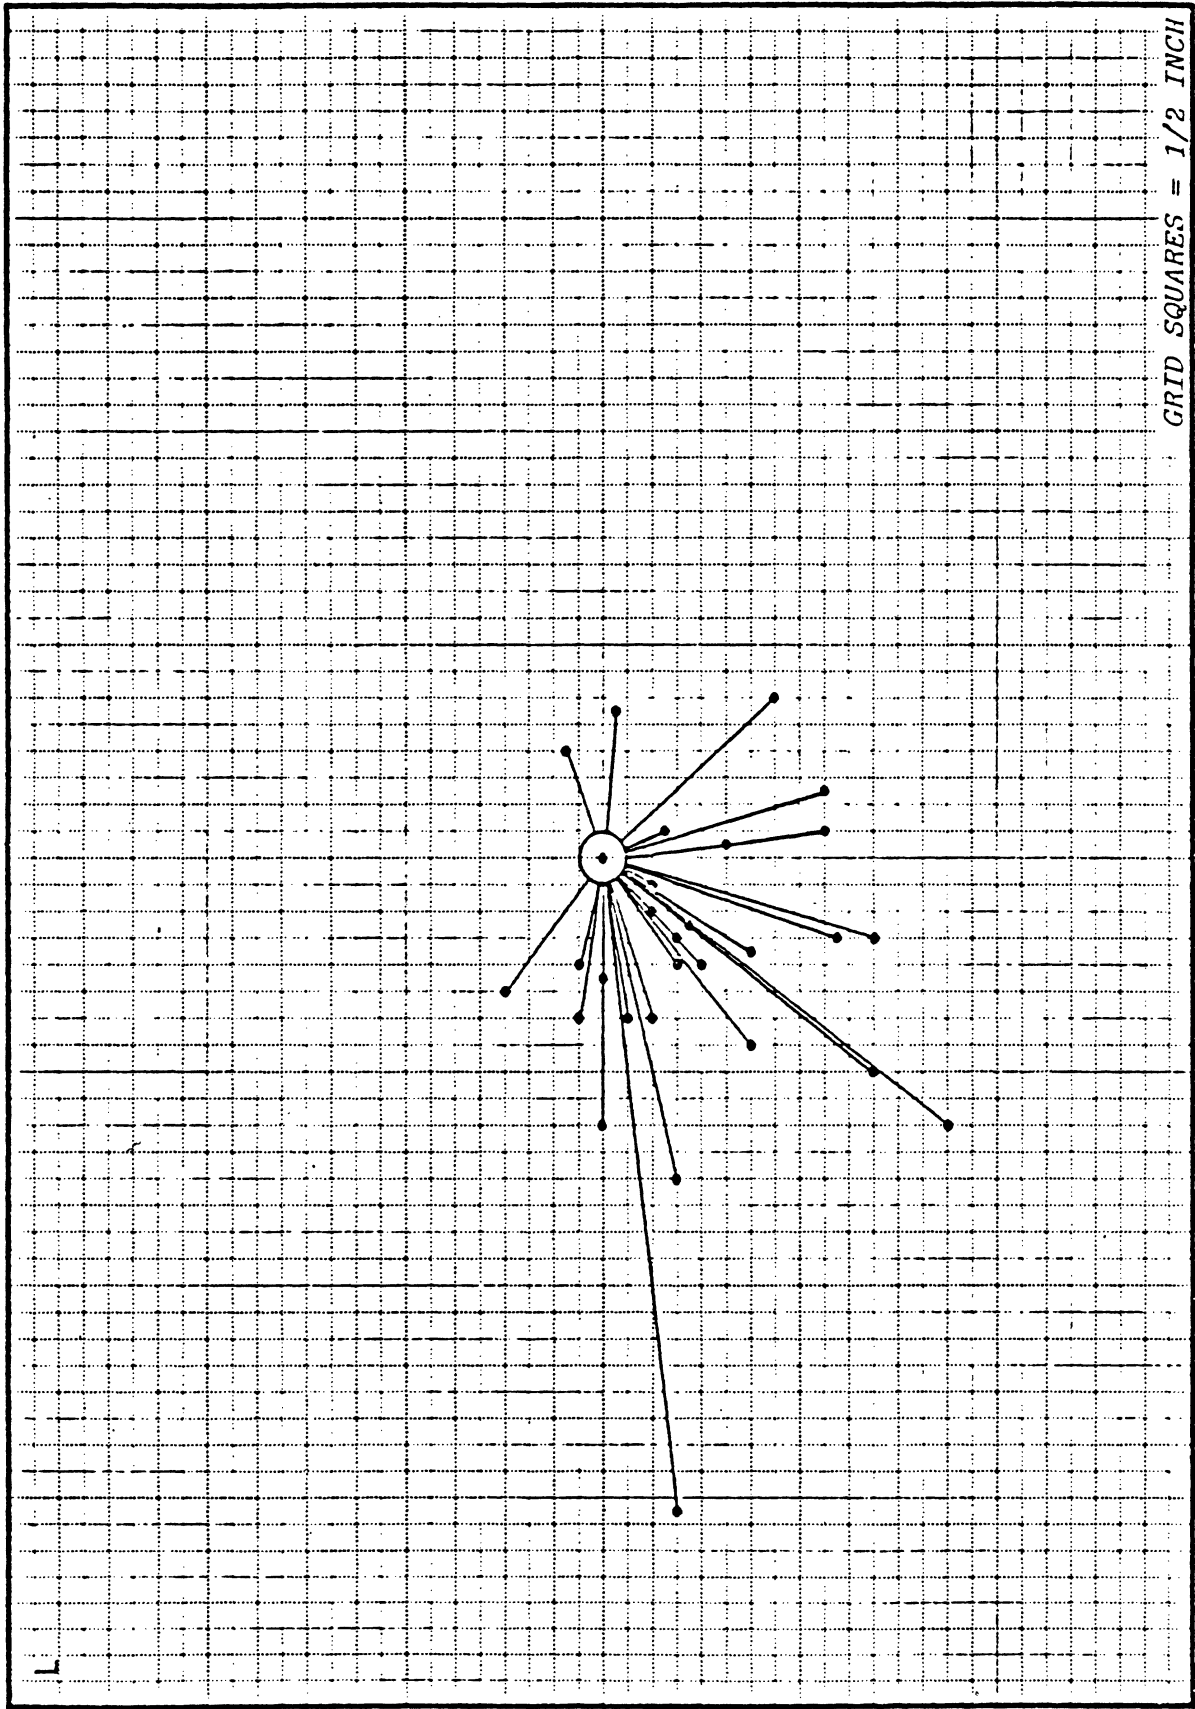 GRID SQUARES = 1/2 INCH
L